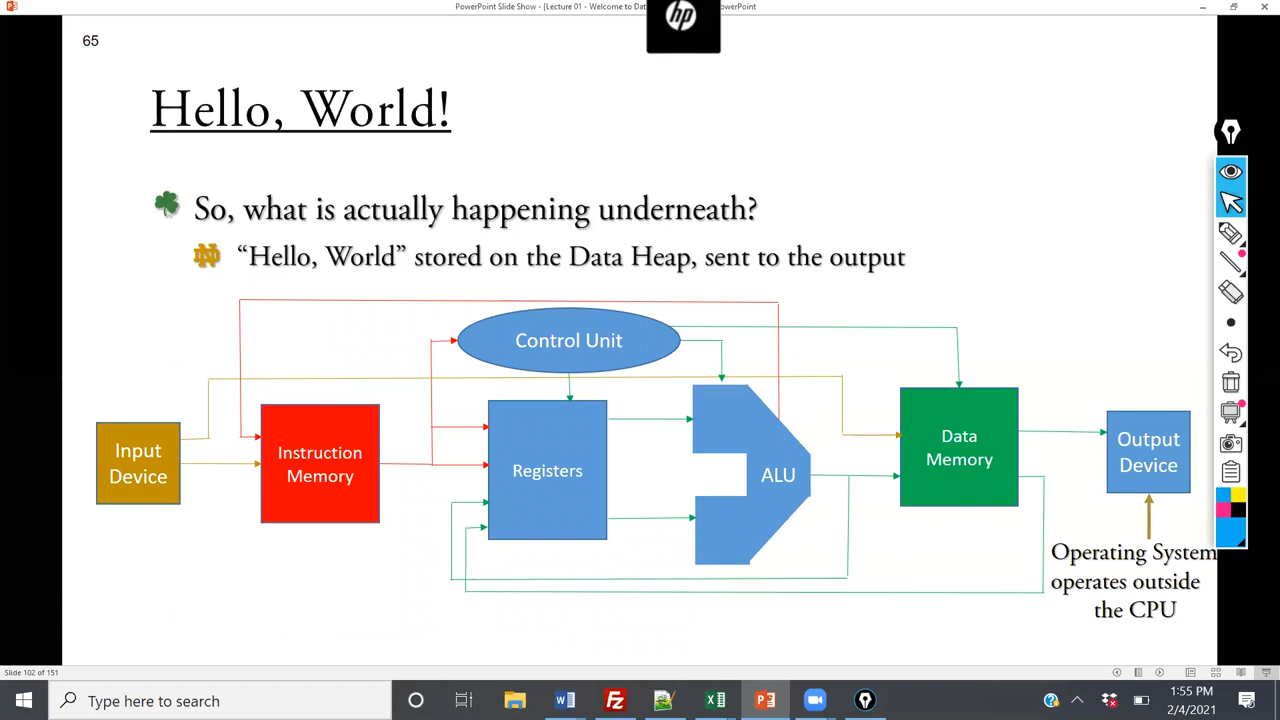 PowerPoint Slide Show - [Lecture 01 - Welcome to Dat
werPoint
hp
65
Hello, World!
So, what is actually happening underneath?
“Hello, World” stored on the Data Heap, sent to the output
Control Unit
Input
Device
Instruction
Memory
Registers
ALU
Data
Memory
Output
Device
Operating System
operates outside
the CPU
Slide 102 of 151
Type here to search
1:55 PM
2/4/2021